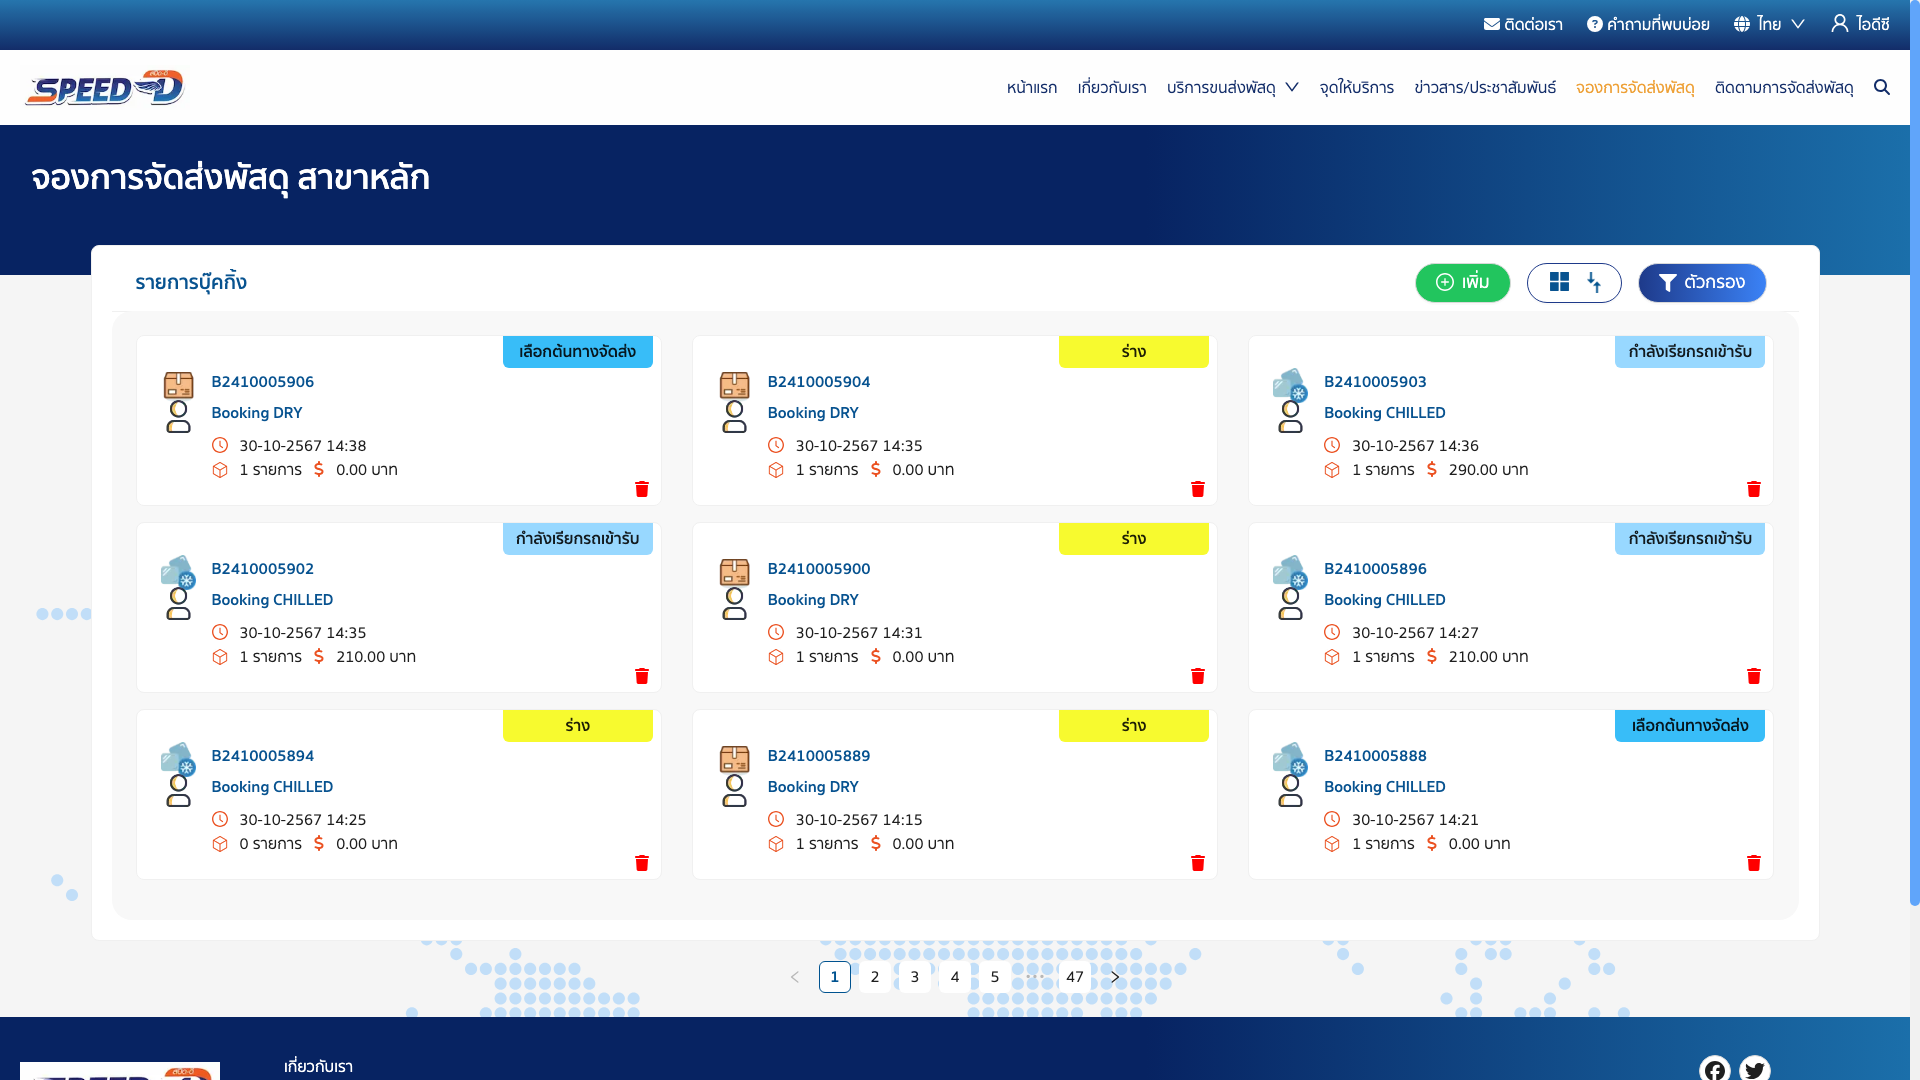 ติดต่อเรา คำถามที่พบบ่อย ไทย ไอดีซี
SPEED-D
หน้าแรก เกี่ยวกับเรา บริการขนส่งพัสดุ จุดให้บริการ ข่าวสาร/ประชาสัมพันธ์ จองการจัดส่งพัสดุ ติดตามการจัดส่งพัสดุ
จองการจัดส่งพัสดุ สาขาหลัก
รายการบุ๊คกิ้ง
เพิ่ม
ตัวกรอง
เลือกต้นทางจัดส่ง
B2410005906
Booking DRY
30-10-2567 14:38
1 รายการ 0.00 บาท
ร่าง
B2410005904
Booking DRY
30-10-2567 14:35
1 รายการ 0.00 บาท
กำลังเรียกรถเข้ารับ
B2410005903
Booking CHILLED
30-10-2567 14:36
1 รายการ 290.00 บาท
กำลังเรียกรถเข้ารับ
B2410005902
Booking CHILLED
30-10-2567 14:35
1 รายการ 210.00 บาท
ร่าง
B2410005900
Booking DRY
30-10-2567 14:31
1 รายการ 0.00 บาท
กำลังเรียกรถเข้ารับ
B2410005896
Booking CHILLED
30-10-2567 14:27
1 รายการ 210.00 บาท
ร่าง
B2410005894
Booking CHILLED
30-10-2567 14:25
0 รายการ 0.00 บาท
ร่าง
B2410005889
Booking DRY
30-10-2567 14:15
1 รายการ 0.00 บาท
เลือกต้นทางจัดส่ง
B2410005888
Booking CHILLED
30-10-2567 14:21
1 รายการ 0.00 บาท
1 2 3 4 5 ••• 47
เกี่ยวกับเรา
SPEED-D